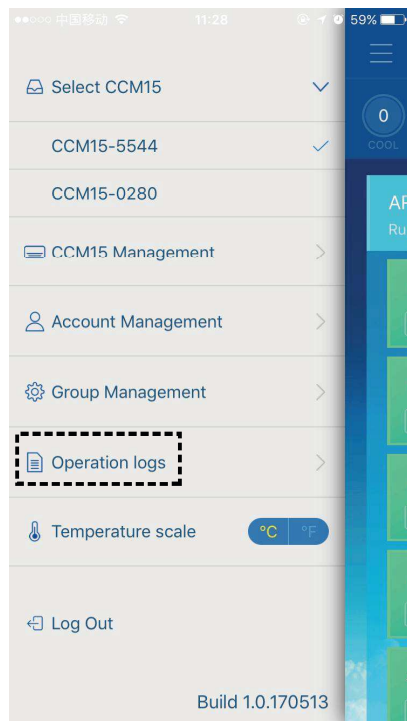 中国移动 11:28 59%
Select CCM15
CCM15-5544
CCM15-0280
CCM15 Management
Account Management
Group Management
Operation logs
Temperature scale °C °F
Log Out
Build 1.0.170513
0
COOL